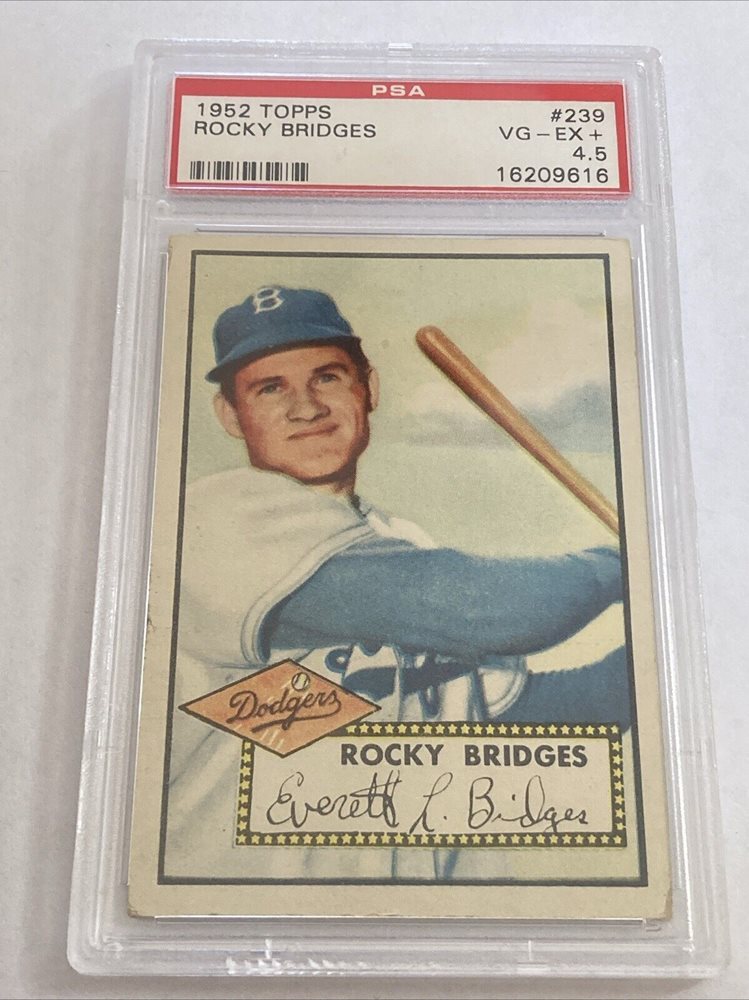 PSA
1952 TOPPS #239
ROCKY BRIDGES VG-EX+
4.5
16209616
B
Dodgers
ROCKY BRIDGES
Everett L. Bridges